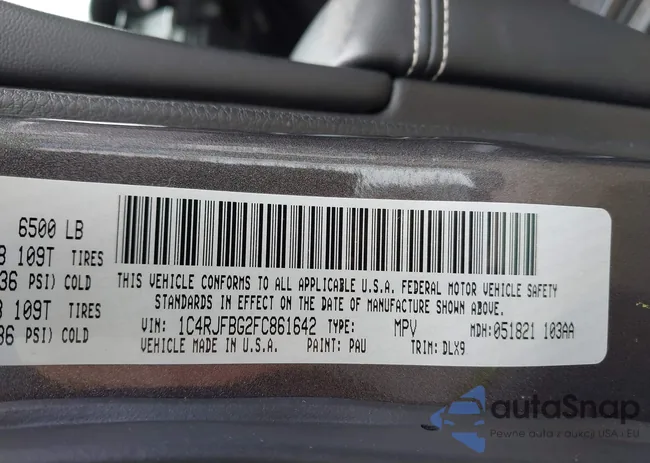 6500 LB
109T TIRES
36 PSI) COLD
109T TIRES
36 PSI) COLD
THIS VEHICLE CONFORMS TO ALL APPLICABLE U.S.A. FEDERAL MOTOR VEHICLE SAFETY
STANDARDS IN EFFECT ON THE DATE OF MANUFACTURE SHOWN ABOVE.
VIN: 1C4RJFBG2FC861642 TYPE: MPV MDH: 051821 103AA
VEHICLE MADE IN U.S.A. PAINT: PAU TRIM: DLX9
autoSnap
Pewne auta z aukcji USA i EU